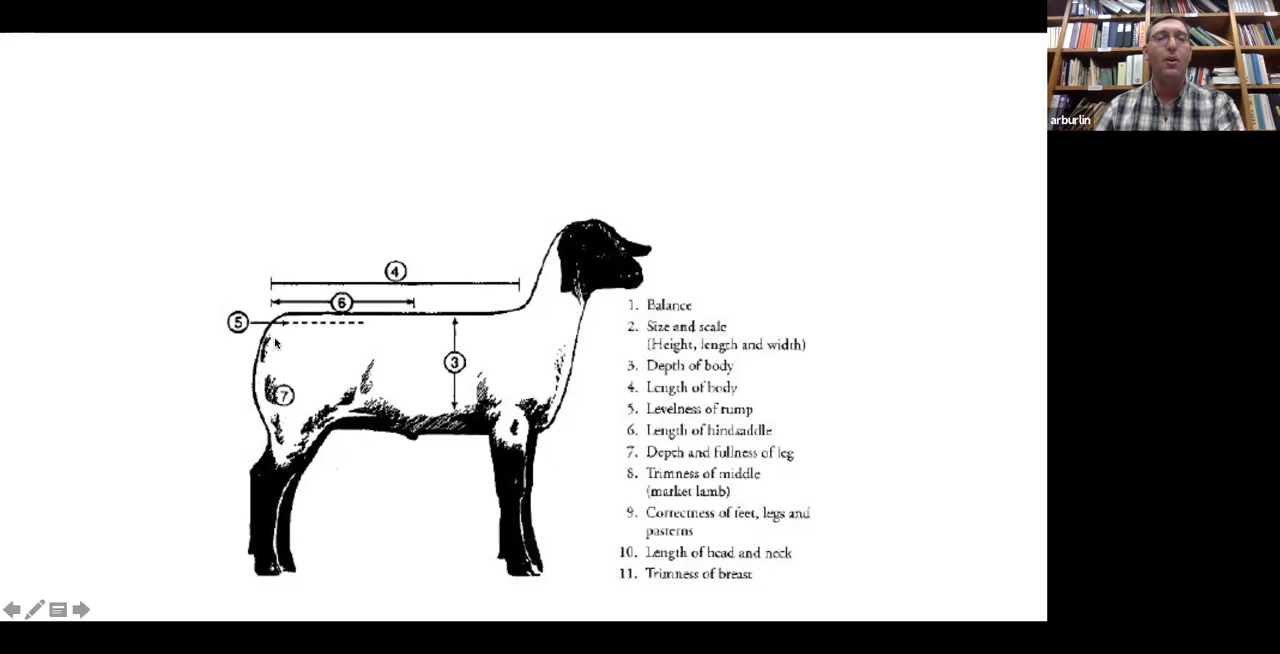 arburlin
4
6
5
3
7
1. Balance
2. Size and scale
(Height, length and width)
3. Depth of body
4. Length of body
5. Levelness of rump
6. Length of hindsaddle
7. Depth and fullness of leg
8. Trimness of middle
(market lamb)
9. Correctness of feet, legs and
pasterns
10. Length of head and neck
11. Trimness of breast